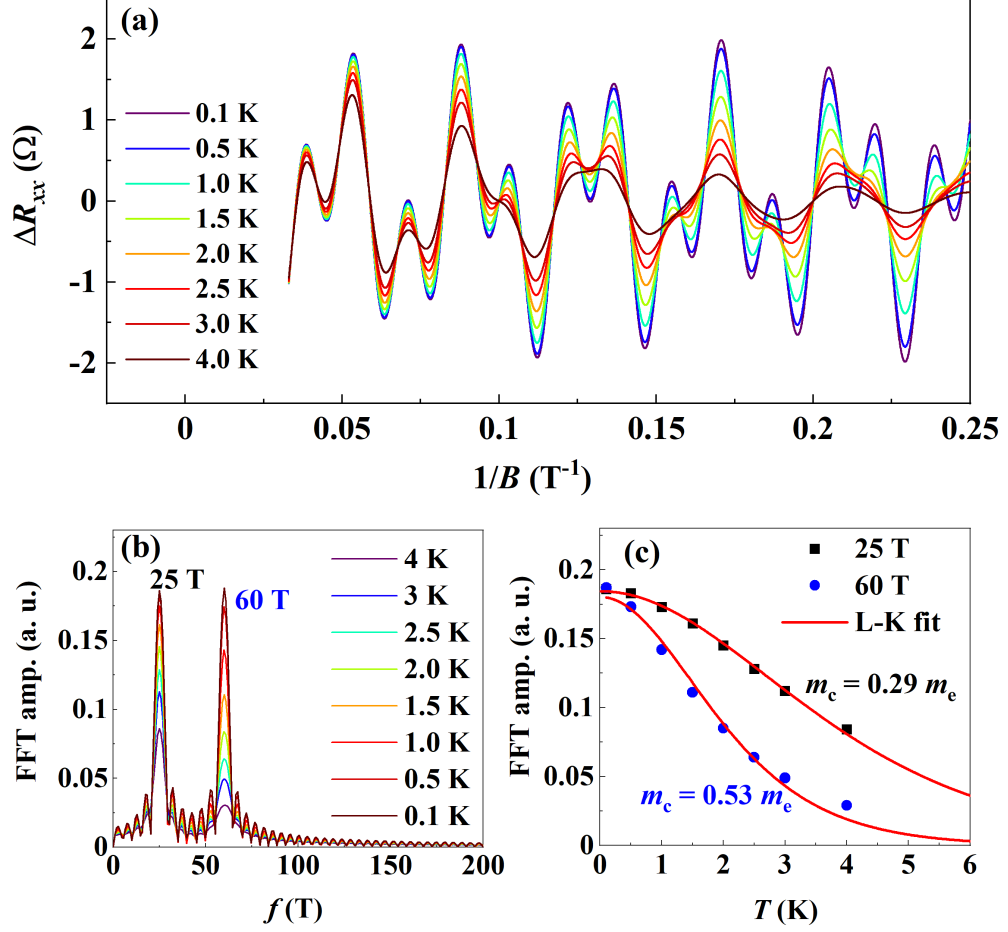 (a)
ΔRxx (Ω)
2
1
0
-1
-2
0.1 K
0.5 K
1.0 K
1.5 K
2.0 K
2.5 K
3.0 K
4.0 K
0 0.05 0.1 0.15 0.2 0.25
1/B (T-1)
(b)
FFT amp. (a. u.)
0.2
0.15
0.1
0.05
0
25 T
60 T
4 K
3 K
2.5 K
2.0 K
1.5 K
1.0 K
0.5 K
0.1 K
0 50 100 150 200
f (T)
(c)
FFT amp. (a. u.)
0.2
0.15
0.1
0.05
0
25 T
60 T
L-K fit
mc = 0.29 me
mc = 0.53 me
0 1 2 3 4 5 6
T (K)